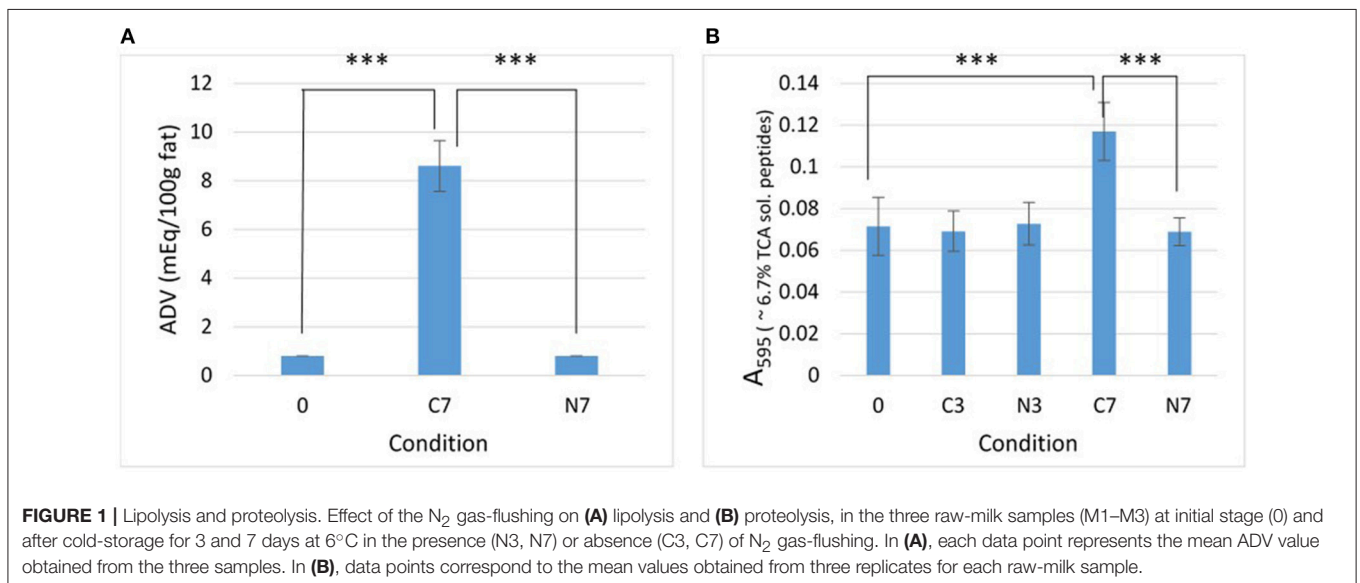 A
*** ***
12
10
8
6
4
2
0
ADV (mEq/100g fat)
0 C7 N7
Condition
B
*** ***
0.14
0.12
0.1
0.08
0.06
0.04
0.02
0
A595 ( ~ 6.7% TCA sol. peptides)
0 C3 N3 C7 N7
Condition
FIGURE 1 | Lipolysis and proteolysis. Effect of the N2 gas-flushing on (A) lipolysis and (B) proteolysis, in the three raw-milk samples (M1–M3) at initial stage (0) and
after cold-storage for 3 and 7 days at 6°C in the presence (N3, N7) or absence (C3, C7) of N2 gas-flushing. In (A), each data point represents the mean ADV value
obtained from the three samples. In (B), data points correspond to the mean values obtained from three replicates for each raw-milk sample.